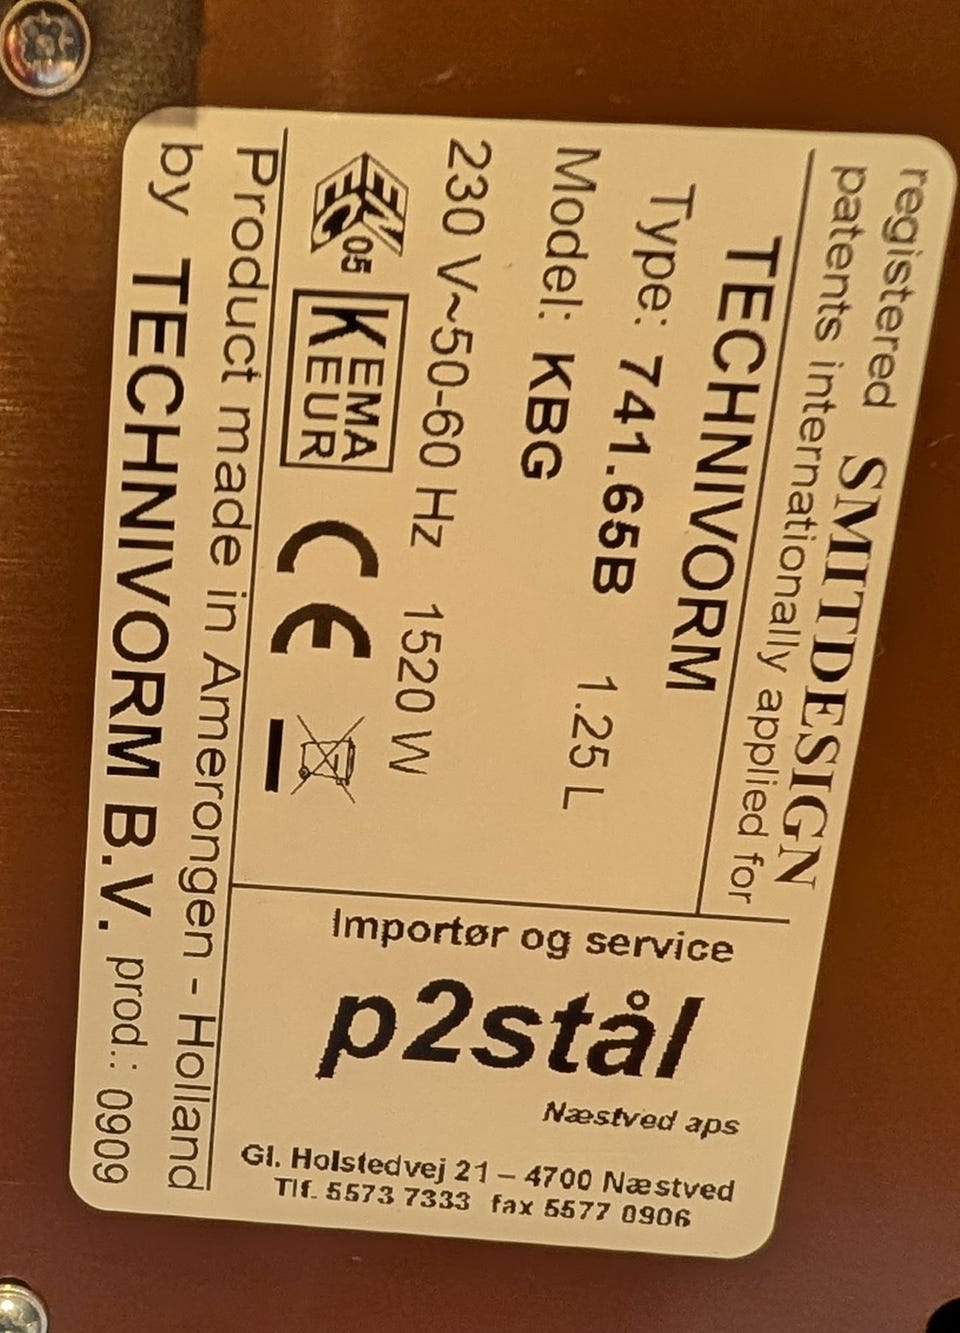 registered SMITDESIGN
patents internationally applied for
TECHNIVORM
Type: 741.65B
Model: KBG 1.25 L
230 V~50-60 Hz 1520 W
ENEC 05 KEMA KEUR CE
Product made in Amerongen - Holland
by TECHNIVORM B.V. prod.: 0909
Importør og service
p2stål
Næstved aps
Gl. Holstedvej 21 – 4700 Næstved
Tlf. 5573 7333 fax 5577 0906